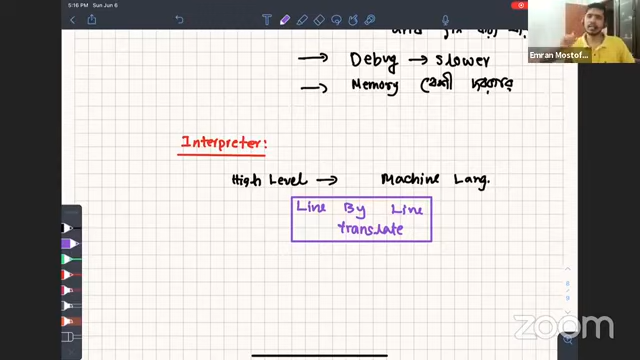 5:16 PM Sun Jun 6
→ Debug → slower
→ Memory বেশী দরকার
Interpreter:
High Level → Machine Lang.
Line By Line
translate
Emran Mostof...
zoom